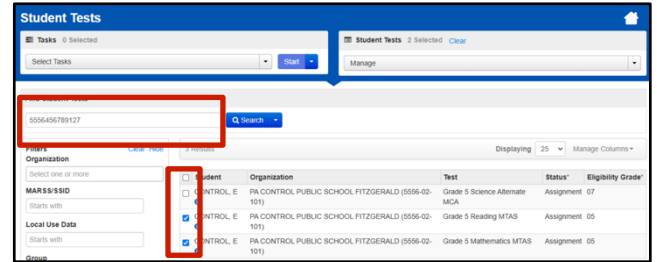 Student Tests
Tasks 0 Selected
Student Tests 2 Selected Clear
Select Tasks
Start
Manage
Find Student Tests
5556456789127
Search
Filters Clear Hide
3 Results
Displaying 25 Manage Columns
Organization
Select one or more
Student Organization Test Status Eligibility Grade
MARSS/SSID
Starts with
CONTROL, E PA CONTROL PUBLIC SCHOOL FITZGERALD (5556-02-101) Grade 5 Science Alternate MCA Assignment 07
Local Use Data
Starts with
CONTROL, E PA CONTROL PUBLIC SCHOOL FITZGERALD (5556-02-101) Grade 5 Reading MTAS Assignment 05
Group
CONTROL, E PA CONTROL PUBLIC SCHOOL FITZGERALD (5556-02-101) Grade 5 Mathematics MTAS Assignment 05